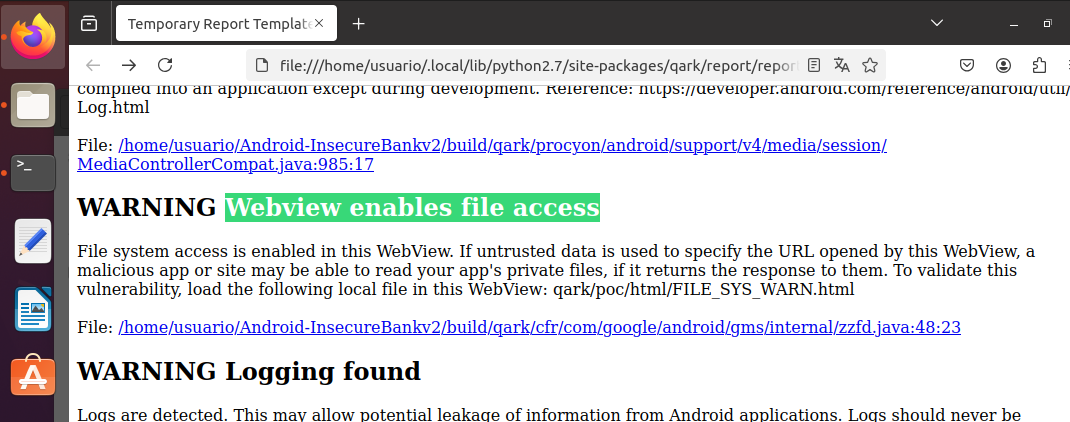 Temporary Report Template
file:///home/usuario/.local/lib/python2.7/site-packages/qark/report/report
compiled into an application except during development. Reference: https://developer.android.com/reference/android/util/
Log.html
File: /home/usuario/Android-InsecureBankv2/build/qark/procyon/android/support/v4/media/session/
MediaControllerCompat.java:985:17
WARNING Webview enables file access
File system access is enabled in this WebView. If untrusted data is used to specify the URL opened by this WebView, a
malicious app or site may be able to read your app's private files, if it returns the response to them. To validate this
vulnerability, load the following local file in this WebView: qark/poc/html/FILE_SYS_WARN.html
File: /home/usuario/Android-InsecureBankv2/build/qark/cfr/com/google/android/gms/internal/zzfd.java:48:23
WARNING Logging found
Logs are detected. This may allow potential leakage of information from Android applications. Logs should never be